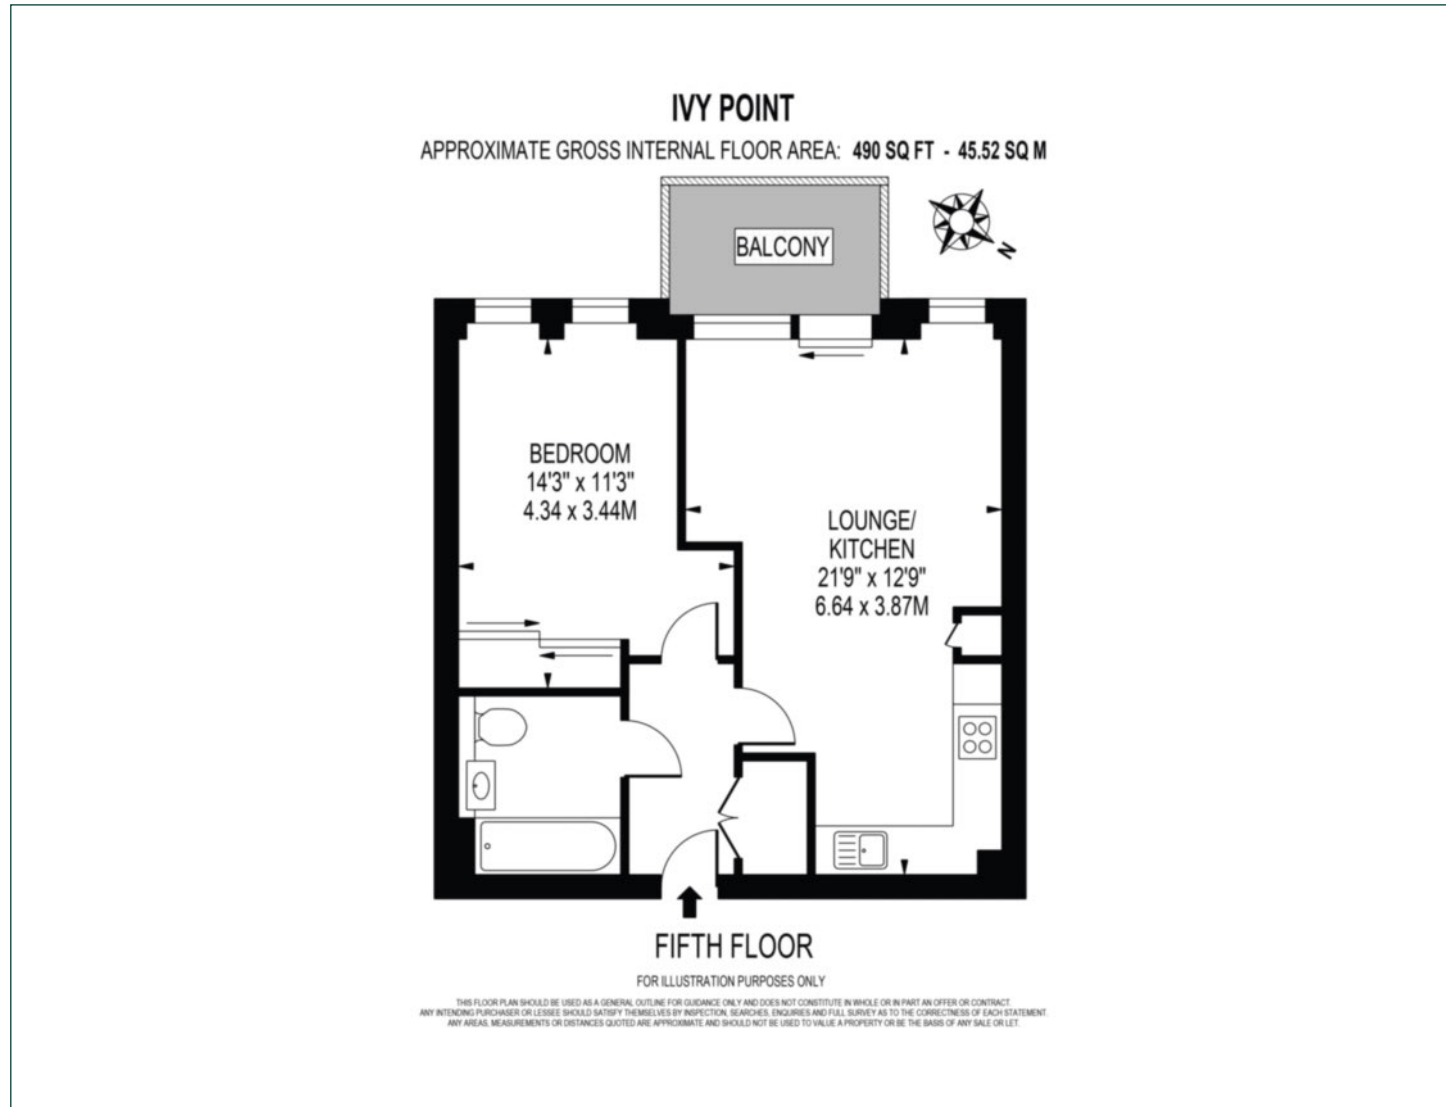 IVY POINT
APPROXIMATE GROSS INTERNAL FLOOR AREA: 490 SQ FT - 45.52 SQ M
BALCONY
N
BEDROOM
14'3" x 11'3"
4.34 x 3.44M
LOUNGE/
KITCHEN
21'9" x 12'9"
6.64 x 3.87M
FIFTH FLOOR
FOR ILLUSTRATION PURPOSES ONLY
THIS FLOOR PLAN SHOULD BE USED AS A GENERAL OUTLINE FOR GUIDANCE ONLY AND DOES NOT CONSTITUTE IN WHOLE OR IN PART AN OFFER OR CONTRACT.
ANY INTENDING PURCHASER OR LESSEE SHOULD SATISFY THEMSELVES BY INSPECTION, SEARCHES, ENQUIRIES AND FULL SURVEY AS TO THE CORRECTNESS OF EACH STATEMENT.
ANY AREAS, MEASUREMENTS OR DISTANCES QUOTED ARE APPROXIMATE AND SHOULD NOT BE USED TO VALUE A PROPERTY OR BE THE BASIS OF ANY SALE OR LET.